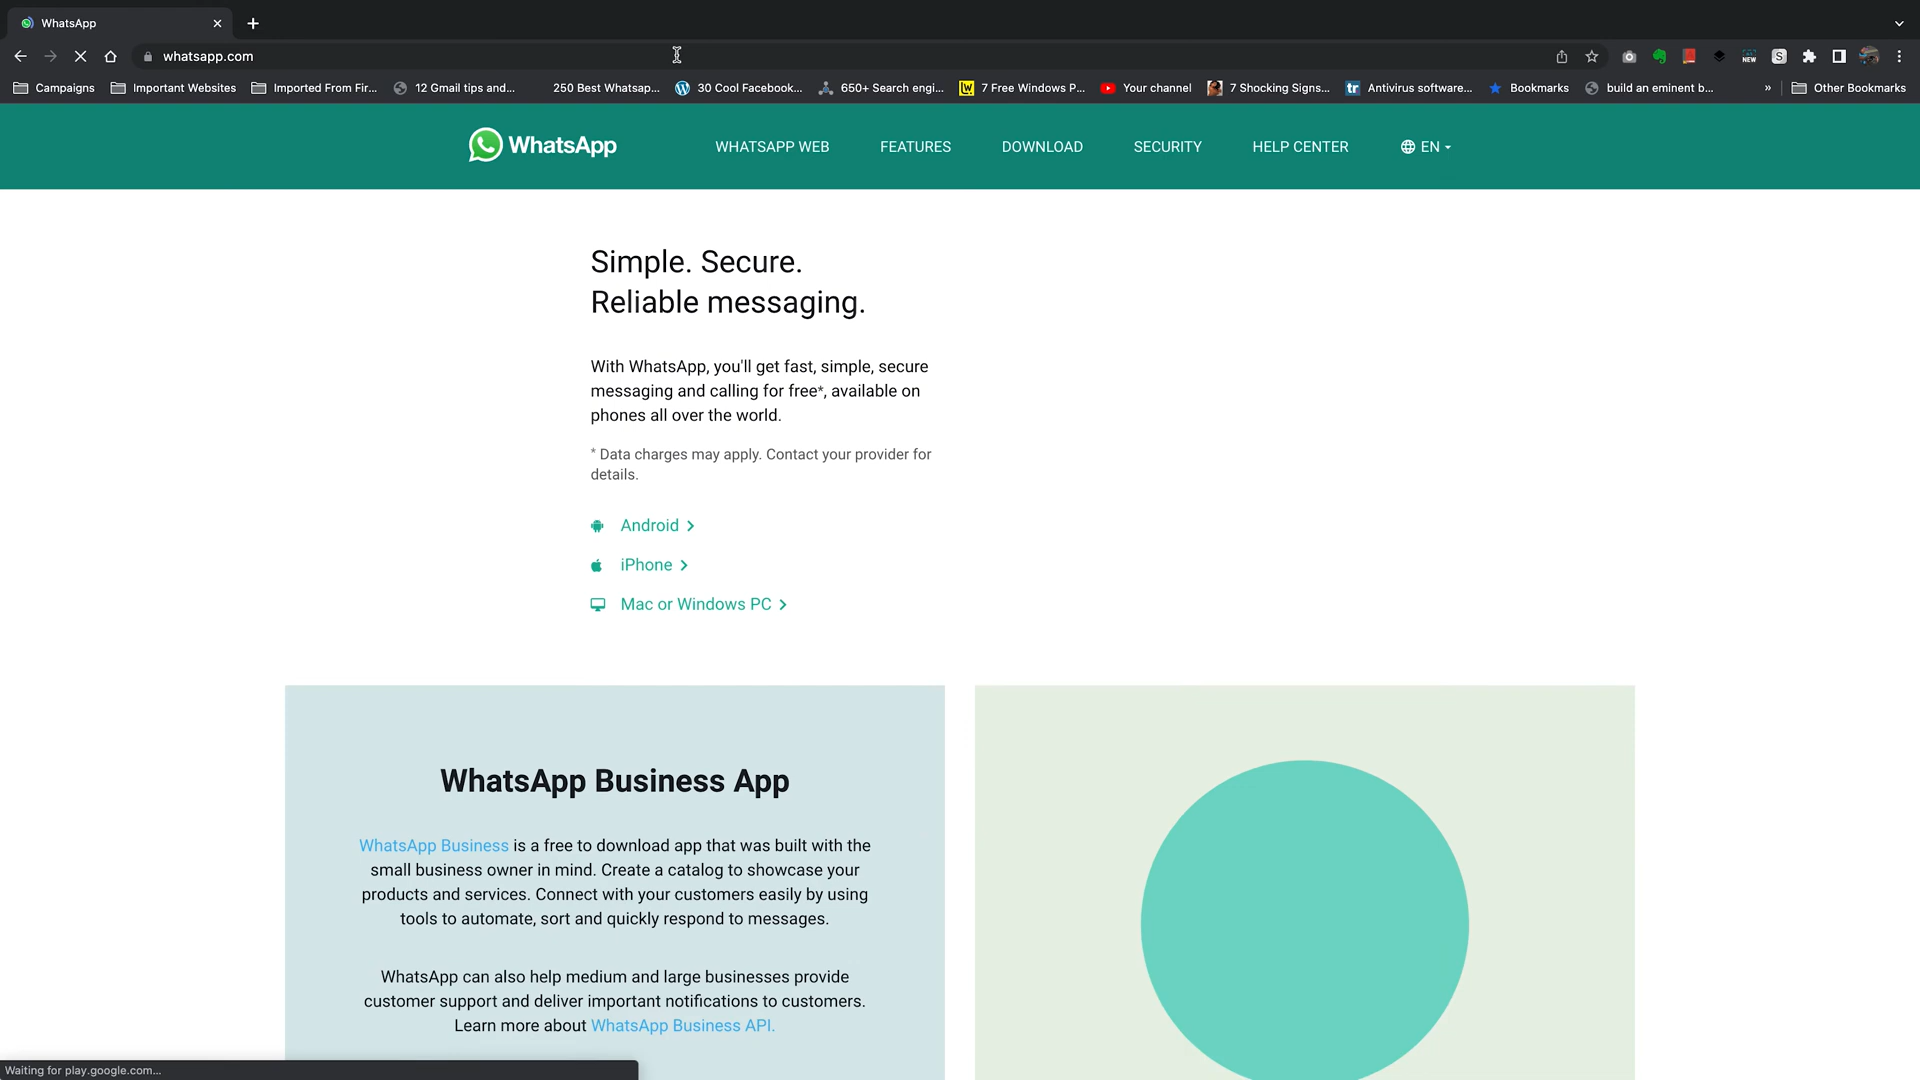 WhatsApp
whatsapp.com
Campaigns Important Websites Imported From Fir... 12 Gmail tips and... 250 Best Whatsap... 30 Cool Facebook... 650+ Search engi... 7 Free Windows P... Your channel 7 Shocking Signs... Antivirus software... Bookmarks build an eminent b... » Other Bookmarks
WhatsApp WHATSAPP WEB FEATURES DOWNLOAD SECURITY HELP CENTER EN
Simple. Secure.
Reliable messaging.
With WhatsApp, you'll get fast, simple, secure
messaging and calling for free*, available on
phones all over the world.
* Data charges may apply. Contact your provider for
details.
Android
iPhone
Mac or Windows PC
WhatsApp Business App
WhatsApp Business is a free to download app that was built with the
small business owner in mind. Create a catalog to showcase your
products and services. Connect with your customers easily by using
tools to automate, sort and quickly respond to messages.
WhatsApp can also help medium and large businesses provide
customer support and deliver important notifications to customers.
Learn more about WhatsApp Business API.
Waiting for play.google.com...